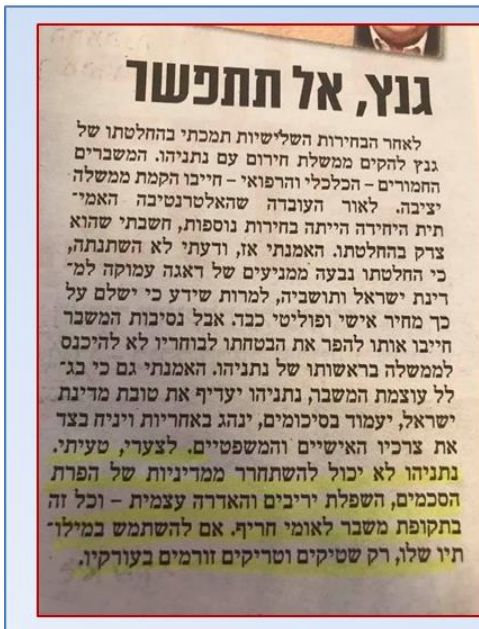 גנץ, אל תתפשר
לאחר הבחירות השלישיות תמכתי בהחלטתו של
גנץ להקים ממשלת חירום עם נתניהו. המשברים
החמורים – הכלכלי והרפואי – חייבו הקמת ממשלה
יציבה. לאור העובדה שהאלטרנטיבה האמי־
תית היחידה הייתה בחירות נוספות, חשבתי שהוא
צדק בהחלטתו. האמנתי אז, ודעתי לא השתנתה,
כי החלטתו נבעה ממניעים של דאגה עמוקה למ־
דינת ישראל ותושביה, למרות שידע כי ישלם על
כך מחיר אישי ופוליטי כבד. אבל נסיבות המשבר
חייבו אותו להפר את הבטחתו לבוחריו לא להיכנס
לממשלה בראשותו של נתניהו. האמנתי גם כי בג־
לל עוצמת המשבר, נתניהו יעדיף את טובת מדינת
ישראל, יעמוד בסיכומים, ינהג באחריות ויניח בצד
את צרכיו האישיים והמשפטיים. לצערי, טעיתי.
נתניהו לא יכול להשתחרר ממדיניות של הפרת
הסכמים, השפלת יריבים והאדרה עצמית – וכל זה
בתקופת משבר לאומי חריף. אם להשתמש במילו־
תיו שלו, רק שטיקים וטריקים זורמים בעורקיו.